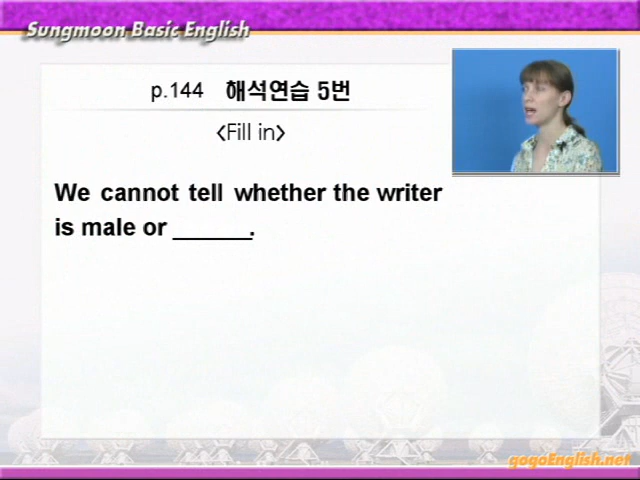 Sungmoon Basic English
p.144 해석연습 5번
<Fill in>
We cannot tell whether the writer
is male or ______.
gogoEnglish.net